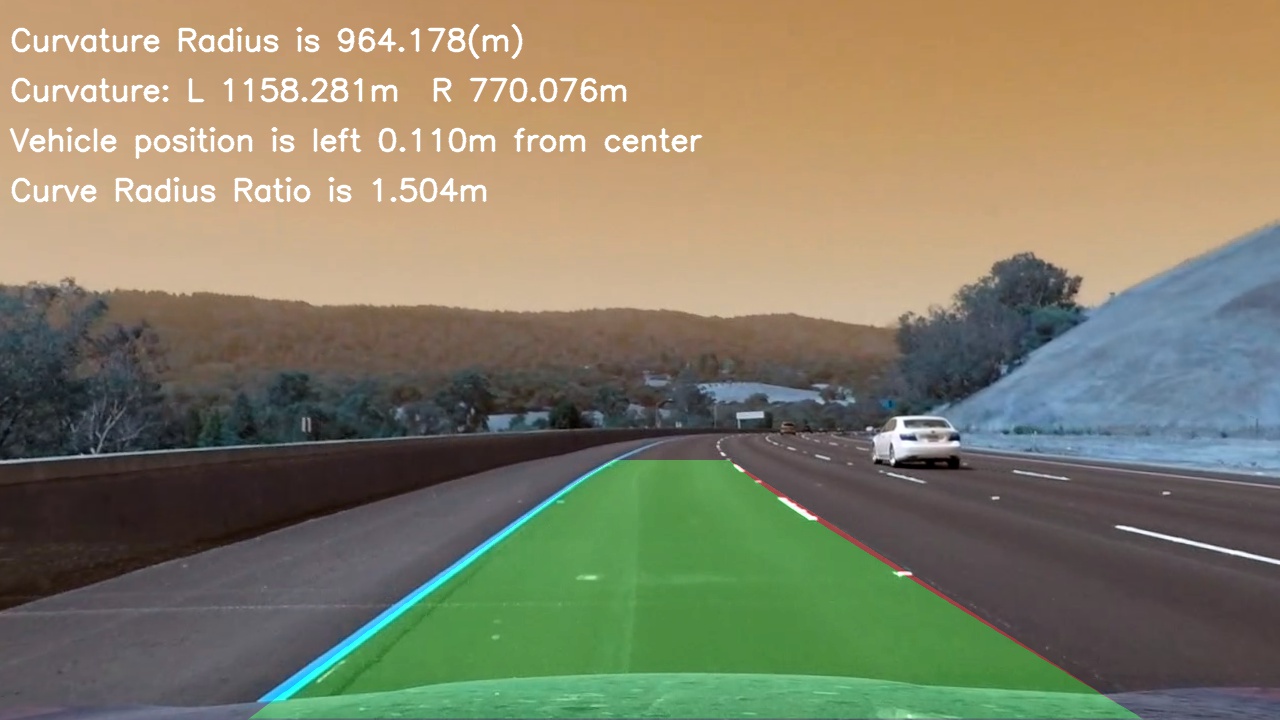 Curvature Radius is 964.178(m)
Curvature: L 1158.281m R 770.076m
Vehicle position is left 0.110m from center
Curve Radius Ratio is 1.504m